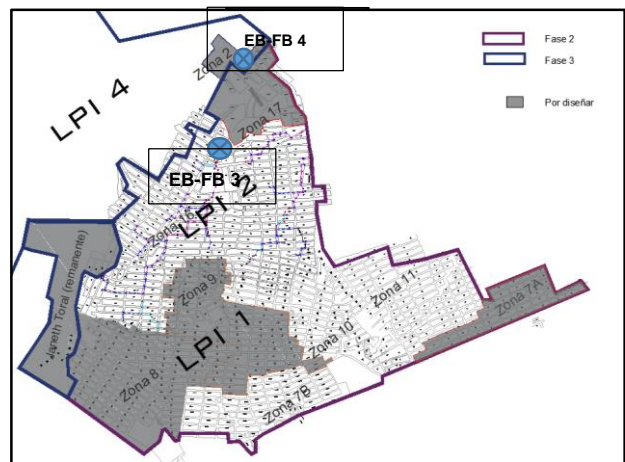 EB-FB 4
Fase 2
Fase 3
Por diseñar
Zona 2
LPI 4
Zona 17
EB-FB 3
LPI 2
Zona 16
Janeth Toral (remanente)
Zona 9
Zona 11
Zona 7A
LPI 1
Zona 10
Zona 8
Zona 7B